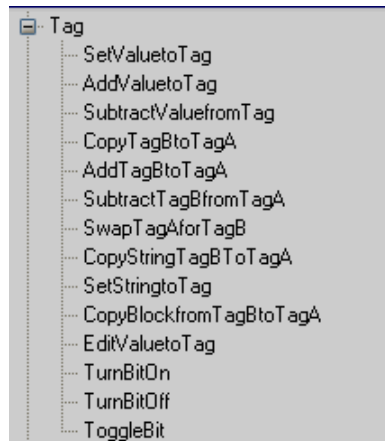 Tag
SetValuetoTag
AddValuetoTag
SubtractValuefromTag
CopyTagBtoTagA
AddTagBtoTagA
SubtractTagBfromTagA
SwapTagAforTagB
CopyStringTagBToTagA
SetStringtoTag
CopyBlockfromTagBtoTagA
EditValuetoTag
TurnBitOn
TurnBitOff
ToggleBit